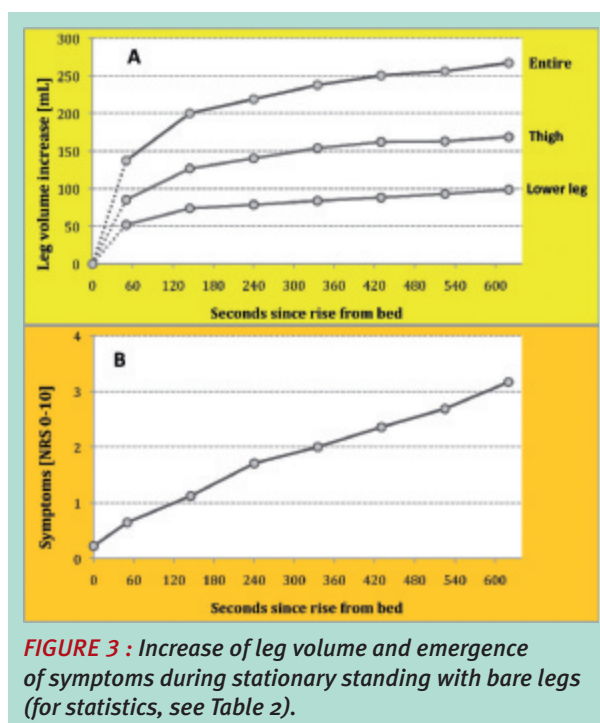 A
Leg volume increase [mL]
300
250
200
150
100
50
0
Entire
Thigh
Lower leg
0 60 120 180 240 300 360 420 480 540 600
Seconds since rise from bed
B
Symptoms [NRS 0-10]
4
3
2
1
0
0 60 120 180 240 300 360 420 480 540 600
Seconds since rise from bed
FIGURE 3 : Increase of leg volume and emergence
of symptoms during stationary standing with bare legs
(for statistics, see Table 2).